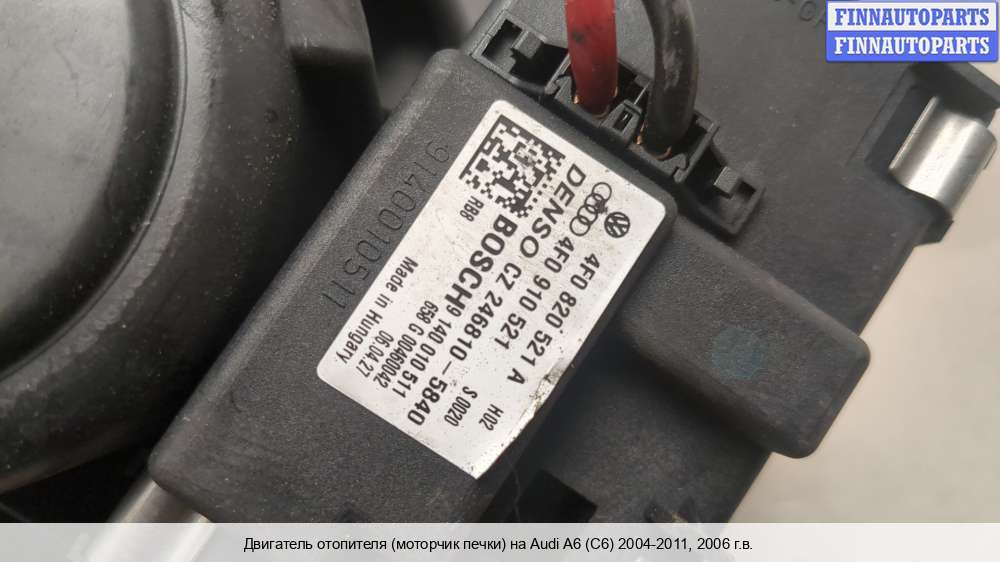 FINNAUTOPARTS
FINNAUTOPARTS
4F0 820 521 A
H02
4F0 910 521
S 0020
DENSO CZ 246810-5840
BOSCH 9 140 010 511
RB8
658 G 00460042
Made in Hungary
06.04.27
9140010511
Двигатель отопителя (моторчик печки) на Audi A6 (C6) 2004-2011, 2006 г.в.